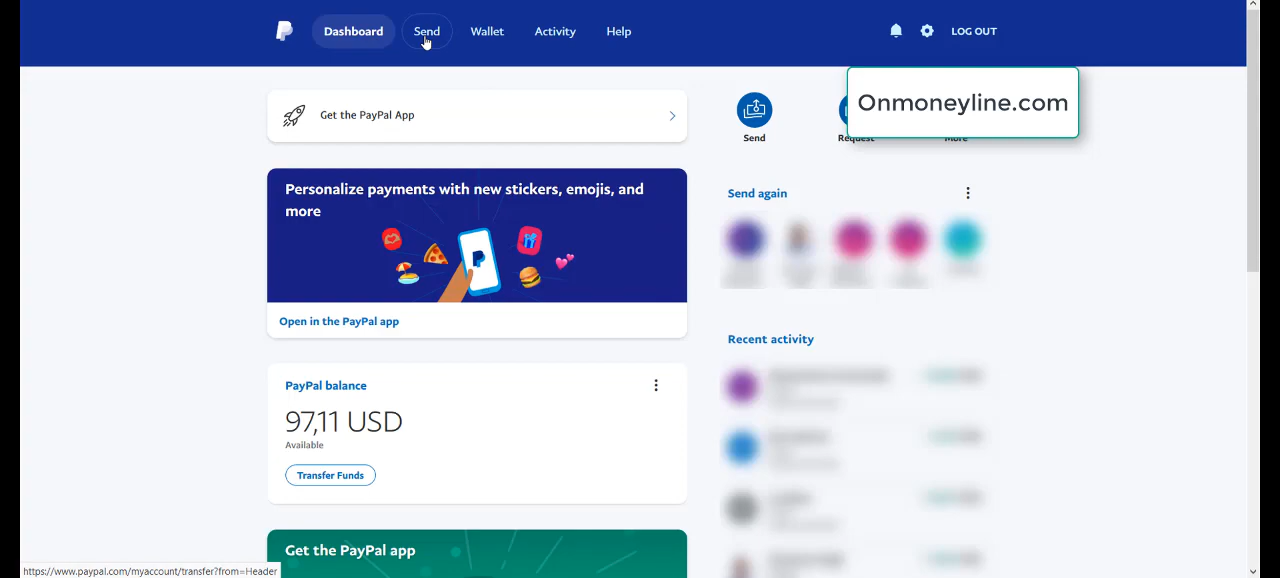 Dashboard
Send
Wallet
Activity
Help
LOG OUT
Onmoneyline.com
Get the PayPal App
Send
Request
More
Personalize payments with new stickers, emojis, and
more
Open in the PayPal app
Send again
Recent activity
PayPal balance
97,11 USD
Available
Transfer Funds
Get the PayPal app
https://www.paypal.com/myaccount/transfer?from=Header